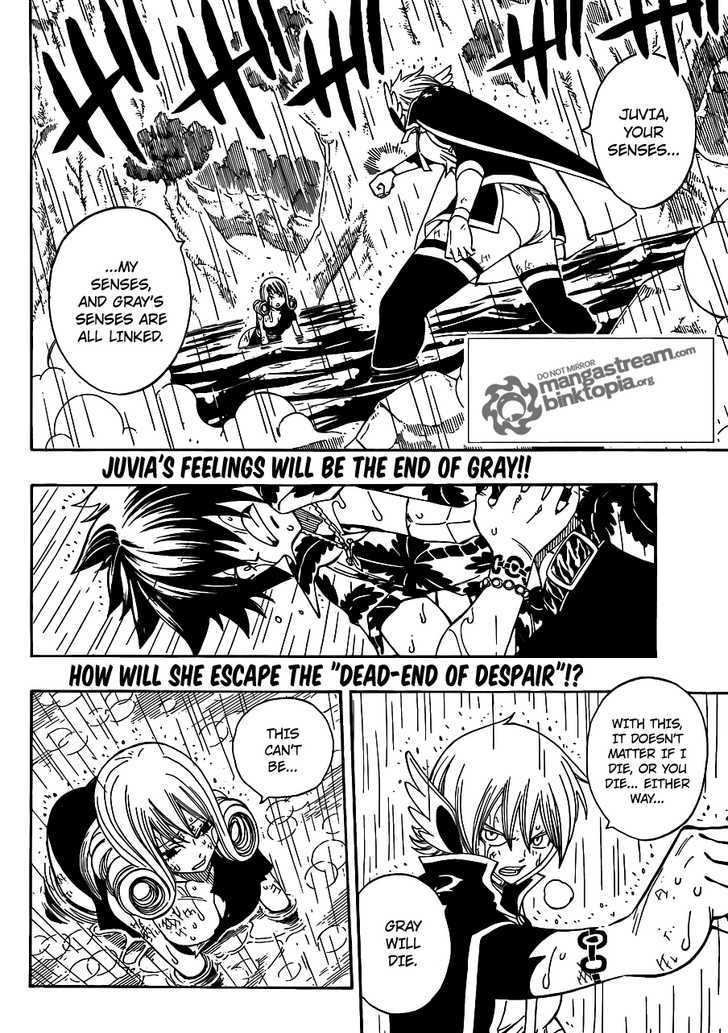 JUVIA,
YOUR
SENSES...
...MY
SENSES,
AND GRAY'S
SENSES ARE
ALL LINKED.
DO NOT MIRROR
mangastream.com
binktopia.org
JUVIA'S FEELINGS WILL BE THE END OF GRAY!!
HOW WILL SHE ESCAPE THE "DEAD-END OF DESPAIR"!?
THIS
CAN'T
BE...
WITH THIS,
IT DOESN'T
MATTER IF I
DIE, OR YOU
DIE... EITHER
WAY...
GRAY
WILL
DIE.